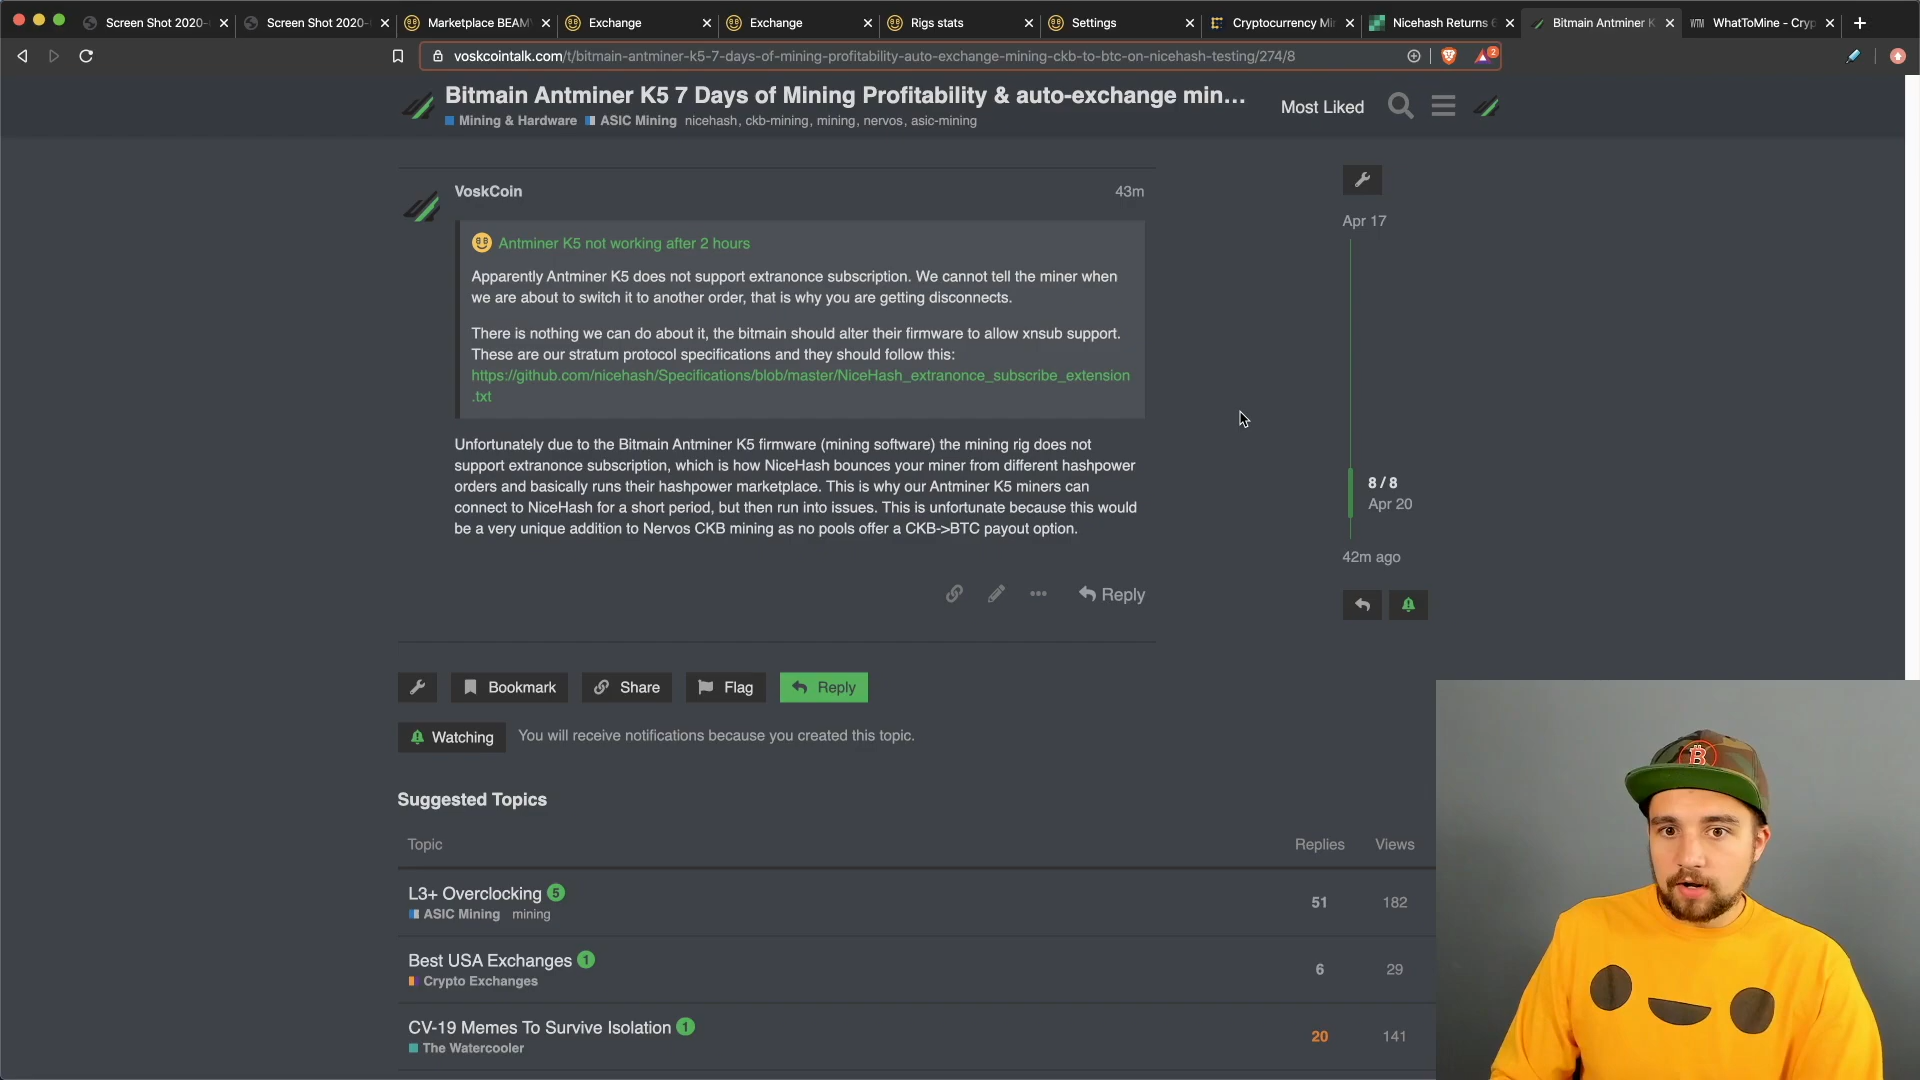 Screen Shot 2020-
Screen Shot 2020-
Marketplace BEAM
Exchange
Exchange
Rigs stats
Settings
Cryptocurrency Mi
Nicehash Returns
Bitmain Antminer K
WTM WhatToMine - Cryp
voskcointalk.com/t/bitmain-antminer-k5-7-days-of-mining-profitability-auto-exchange-mining-ckb-to-btc-on-nicehash-testing/274/8
2
Bitmain Antminer K5 7 Days of Mining Profitability & auto-exchange min...
Mining & Hardware ASIC Mining nicehash, ckb-mining, mining, nervos, asic-mining
Most Liked
VoskCoin
43m
Antminer K5 not working after 2 hours
Apparently Antminer K5 does not support extranonce subscription. We cannot tell the miner when
we are about to switch it to another order, that is why you are getting disconnects.
There is nothing we can do about it, the bitmain should alter their firmware to allow xnsub support.
These are our stratum protocol specifications and they should follow this:
https://github.com/nicehash/Specifications/blob/master/NiceHash_extranonce_subscribe_extension
.txt
Unfortunately due to the Bitmain Antminer K5 firmware (mining software) the mining rig does not
support extranonce subscription, which is how NiceHash bounces your miner from different hashpower
orders and basically runs their hashpower marketplace. This is why our Antminer K5 miners can
connect to NiceHash for a short period, but then run into issues. This is unfortunate because this would
be a very unique addition to Nervos CKB mining as no pools offer a CKB->BTC payout option.
Reply
Apr 17
8 / 8
Apr 20
42m ago
Bookmark
Share
Flag
Reply
Watching
You will receive notifications because you created this topic.
Suggested Topics
Topic Replies Views
L3+ Overclocking 5
51 182
ASIC Mining mining
Best USA Exchanges 1
6 29
Crypto Exchanges
CV-19 Memes To Survive Isolation 1
20 141
The Watercooler